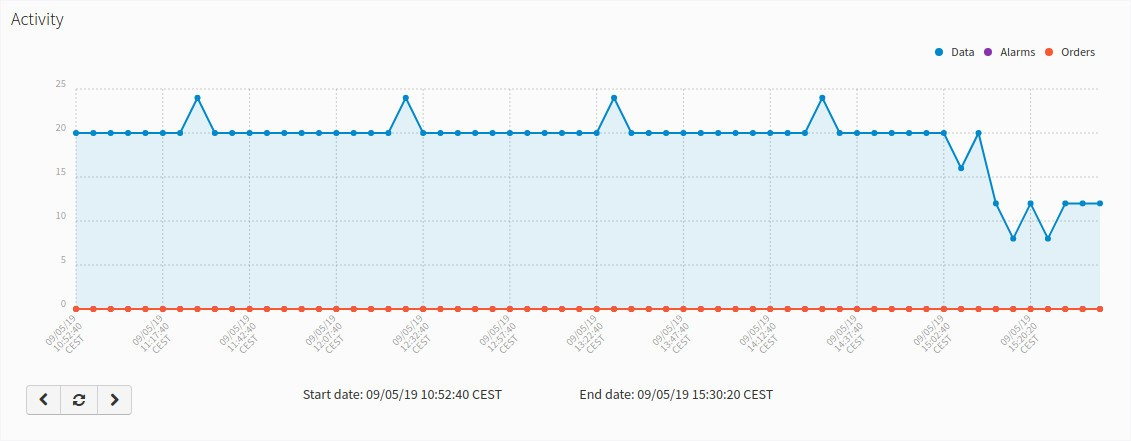 Activity
Data Alarms Orders
25
20
15
10
5
0
09/05/19
10:52:40
CEST
09/05/19
11:17:40
CEST
09/05/19
11:42:40
CEST
09/05/19
12:07:40
CEST
09/05/19
12:32:40
CEST
09/05/19
12:57:40
CEST
09/05/19
13:22:40
CEST
09/05/19
13:47:40
CEST
09/05/19
14:12:40
CEST
09/05/19
14:37:40
CEST
09/05/19
15:02:40
CEST
09/05/19
15:20:20
CEST
Start date: 09/05/19 10:52:40 CEST End date: 09/05/19 15:30:20 CEST